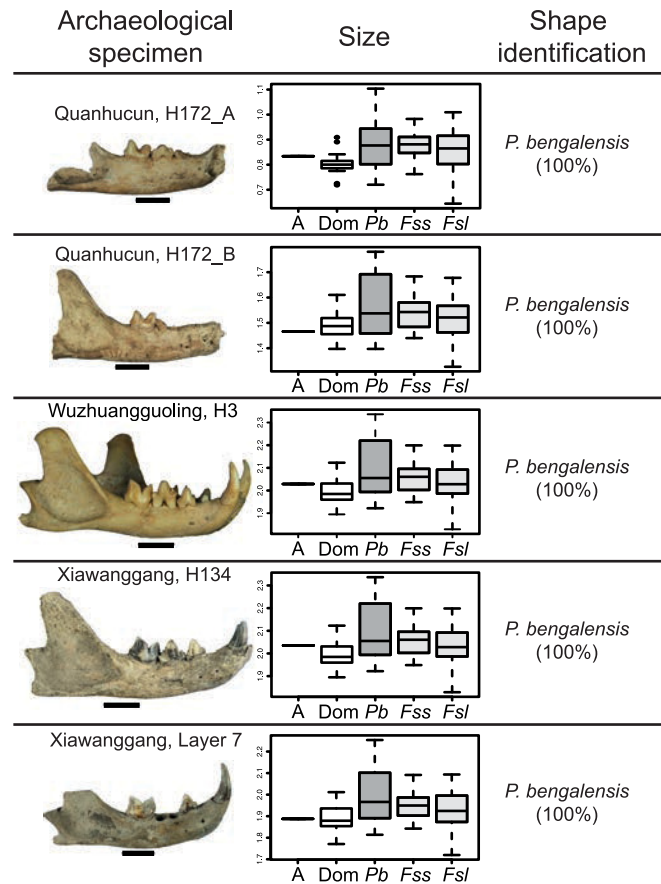 Archaeological
specimen
Size
Shape
identification
Quanhucun, H172_A
0.7 0.8 0.9 1.0 1.1
A Dom Pb Fss Fsl
P. bengalensis
(100%)
Quanhucun, H172_B
1.4 1.5 1.6 1.7
A Dom Pb Fss Fsl
P. bengalensis
(100%)
Wuzhuangguoling, H3
1.9 2.0 2.1 2.2 2.3
A Dom Pb Fss Fsl
P. bengalensis
(100%)
Xiawanggang, H134
1.9 2.0 2.1 2.2 2.3
A Dom Pb Fss Fsl
P. bengalensis
(100%)
Xiawanggang, Layer 7
1.7 1.8 1.9 2.0 2.1 2.2
A Dom Pb Fss Fsl
P. bengalensis
(100%)